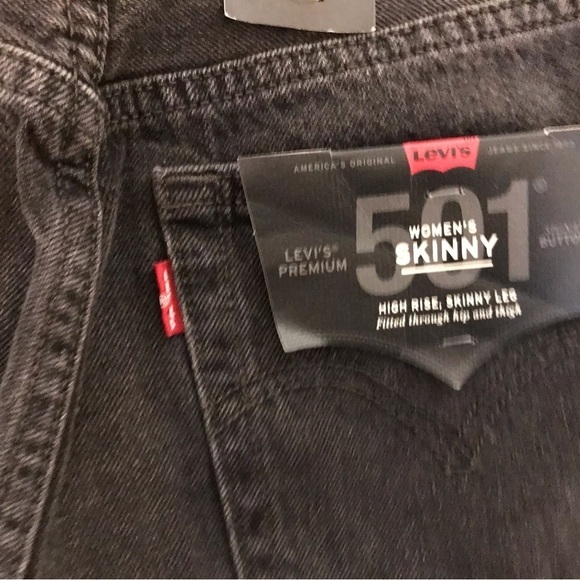 AMERICA'S ORIGINAL
Levi's
JEANS SINCE
501®
WOMEN'S
SKINNY
LEVI'S®
PREMIUM
HIGH RISE, SKINNY LEG
Fitted through hip and thigh